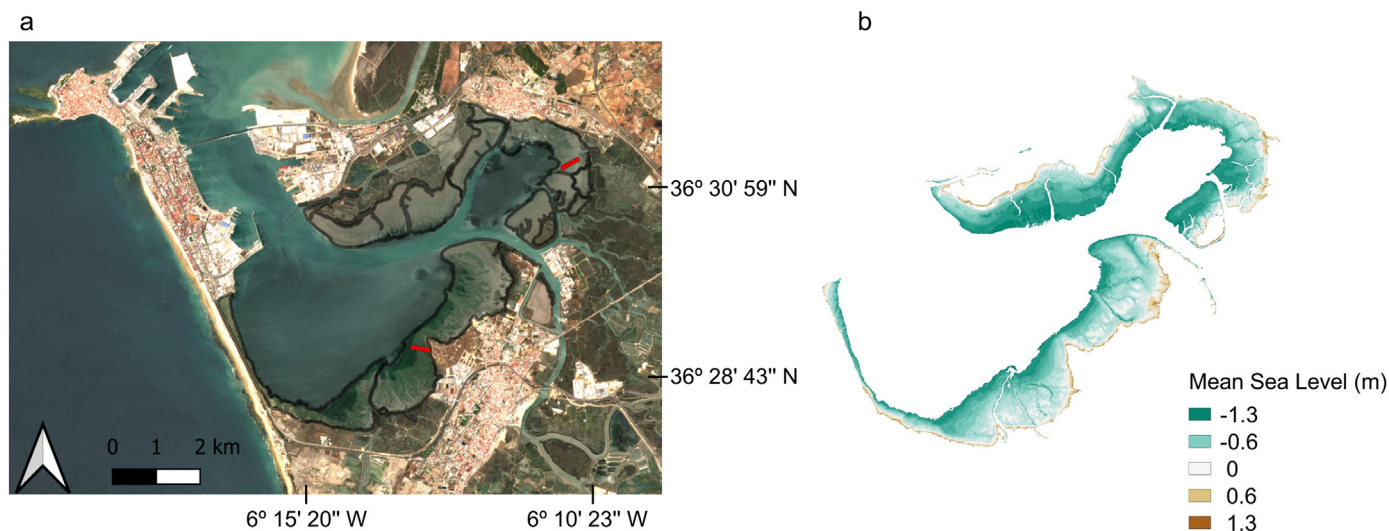 a
b
36º 30' 59" N
36º 28' 43" N
0 1 2 km
6º 15' 20" W
6º 10' 23" W
Mean Sea Level (m)
-1.3
-0.6
0
0.6
1.3